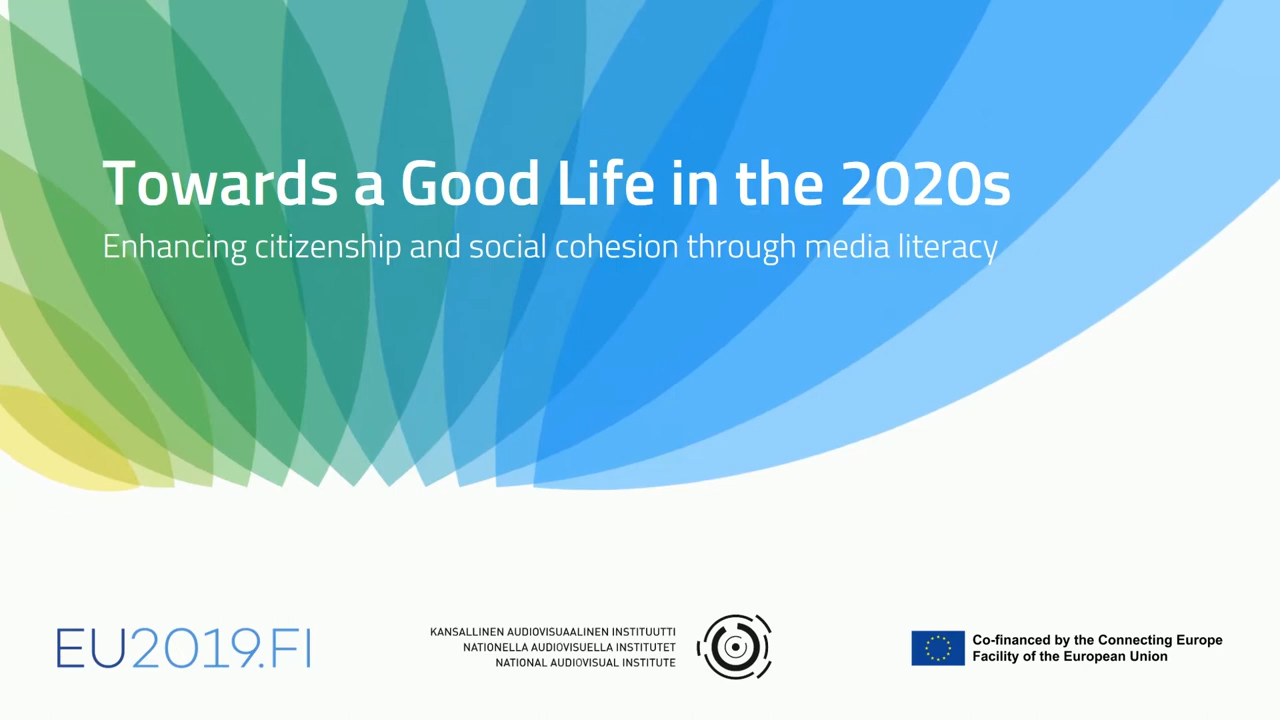 Towards a Good Life in the 2020s
Enhancing citizenship and social cohesion through media literacy
EU2019.FI
KANSALLINEN AUDIOVISUAALINEN INSTITUUTTI
NATIONELLA AUDIOVISUELLA INSTITUTET
NATIONAL AUDIOVISUAL INSTITUTE
Co-financed by the Connecting Europe
Facility of the European Union